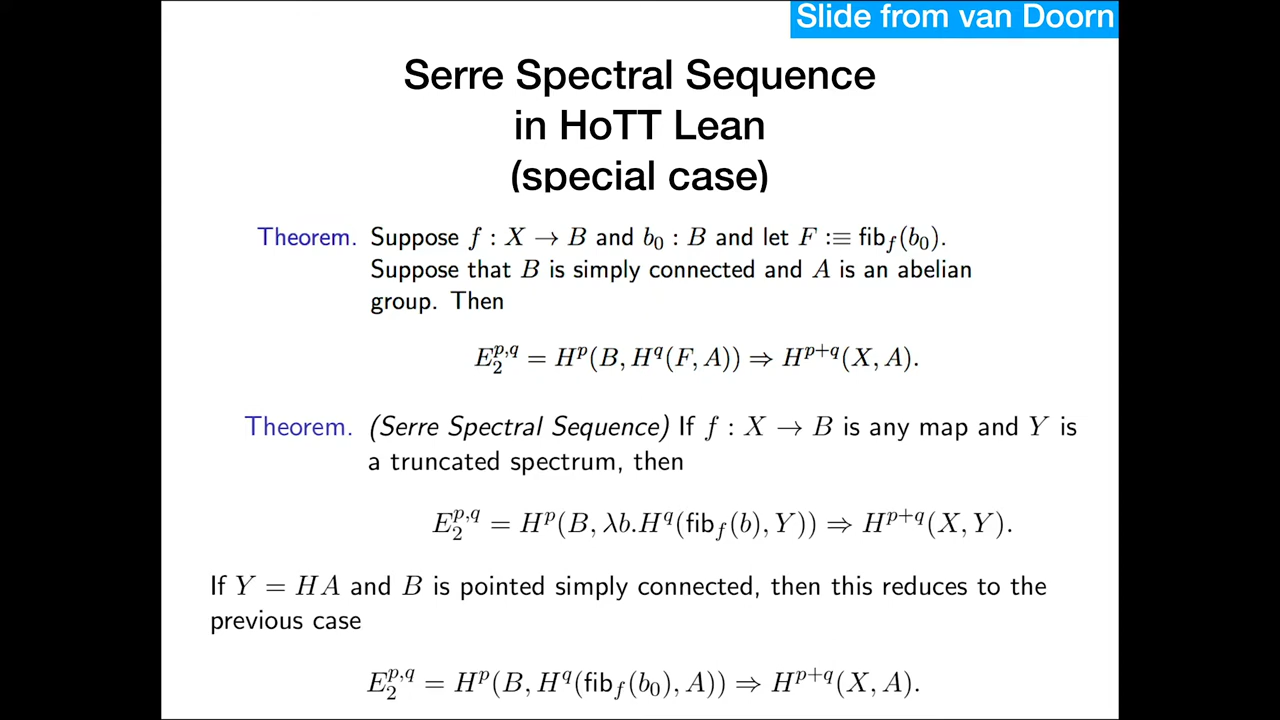 Slide from van Doorn
Serre Spectral Sequence
in HoTT Lean
(special case)
Theorem. Suppose f : X → B and b₀ : B and let F :≡ fib_f(b₀).
Suppose that B is simply connected and A is an abelian
group. Then
E₂^{p,q} = H^p(B, H^q(F, A)) ⇒ H^{p+q}(X, A).
Theorem. (Serre Spectral Sequence) If f : X → B is any map and Y is
a truncated spectrum, then
E₂^{p,q} = H^p(B, λb.H^q(fib_f(b), Y)) ⇒ H^{p+q}(X, Y).
If Y = HA and B is pointed simply connected, then this reduces to the
previous case
E₂^{p,q} = H^p(B, H^q(fib_f(b₀), A)) ⇒ H^{p+q}(X, A).